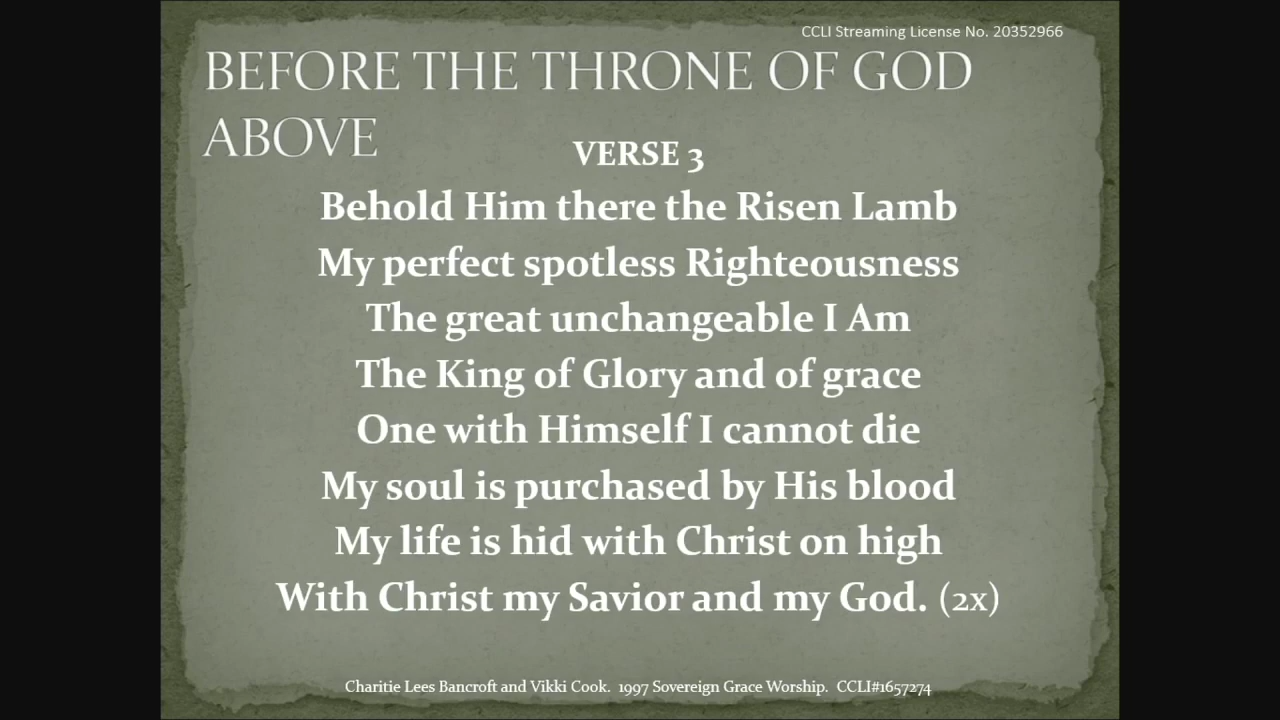 CCLI Streaming License No. 20352966
BEFORE THE THRONE OF GOD
ABOVE
VERSE 3
Behold Him there the Risen Lamb
My perfect spotless Righteousness
The great unchangeable I Am
The King of Glory and of grace
One with Himself I cannot die
My soul is purchased by His blood
My life is hid with Christ on high
With Christ my Savior and my God. (2x)
Charitie Lees Bancroft and Vikki Cook. 1997 Sovereign Grace Worship. CCLI#1657274